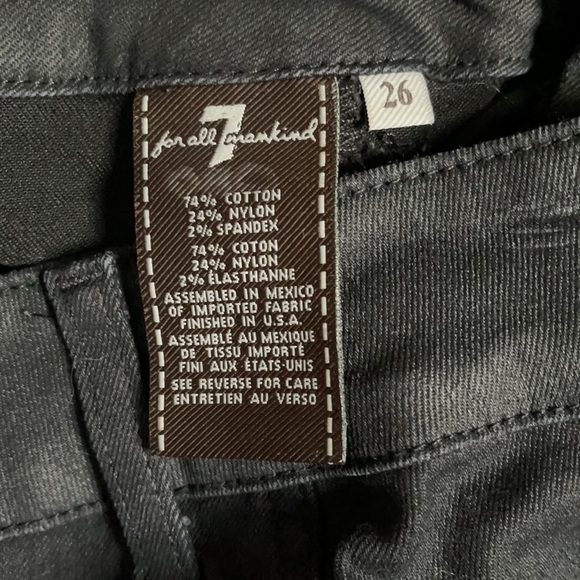 7
for all mankind
26
74% COTTON
24% NYLON
2% SPANDEX
74% COTON
24% NYLON
2% ÉLASTHANNE
ASSEMBLED IN MEXICO
OF IMPORTED FABRIC
FINISHED IN U.S.A.
ASSEMBLÉ AU MEXIQUE
DE TISSU IMPORTÉ
FINI AUX ÉTATS-UNIS
SEE REVERSE FOR CARE
ENTRETIEN AU VERSO